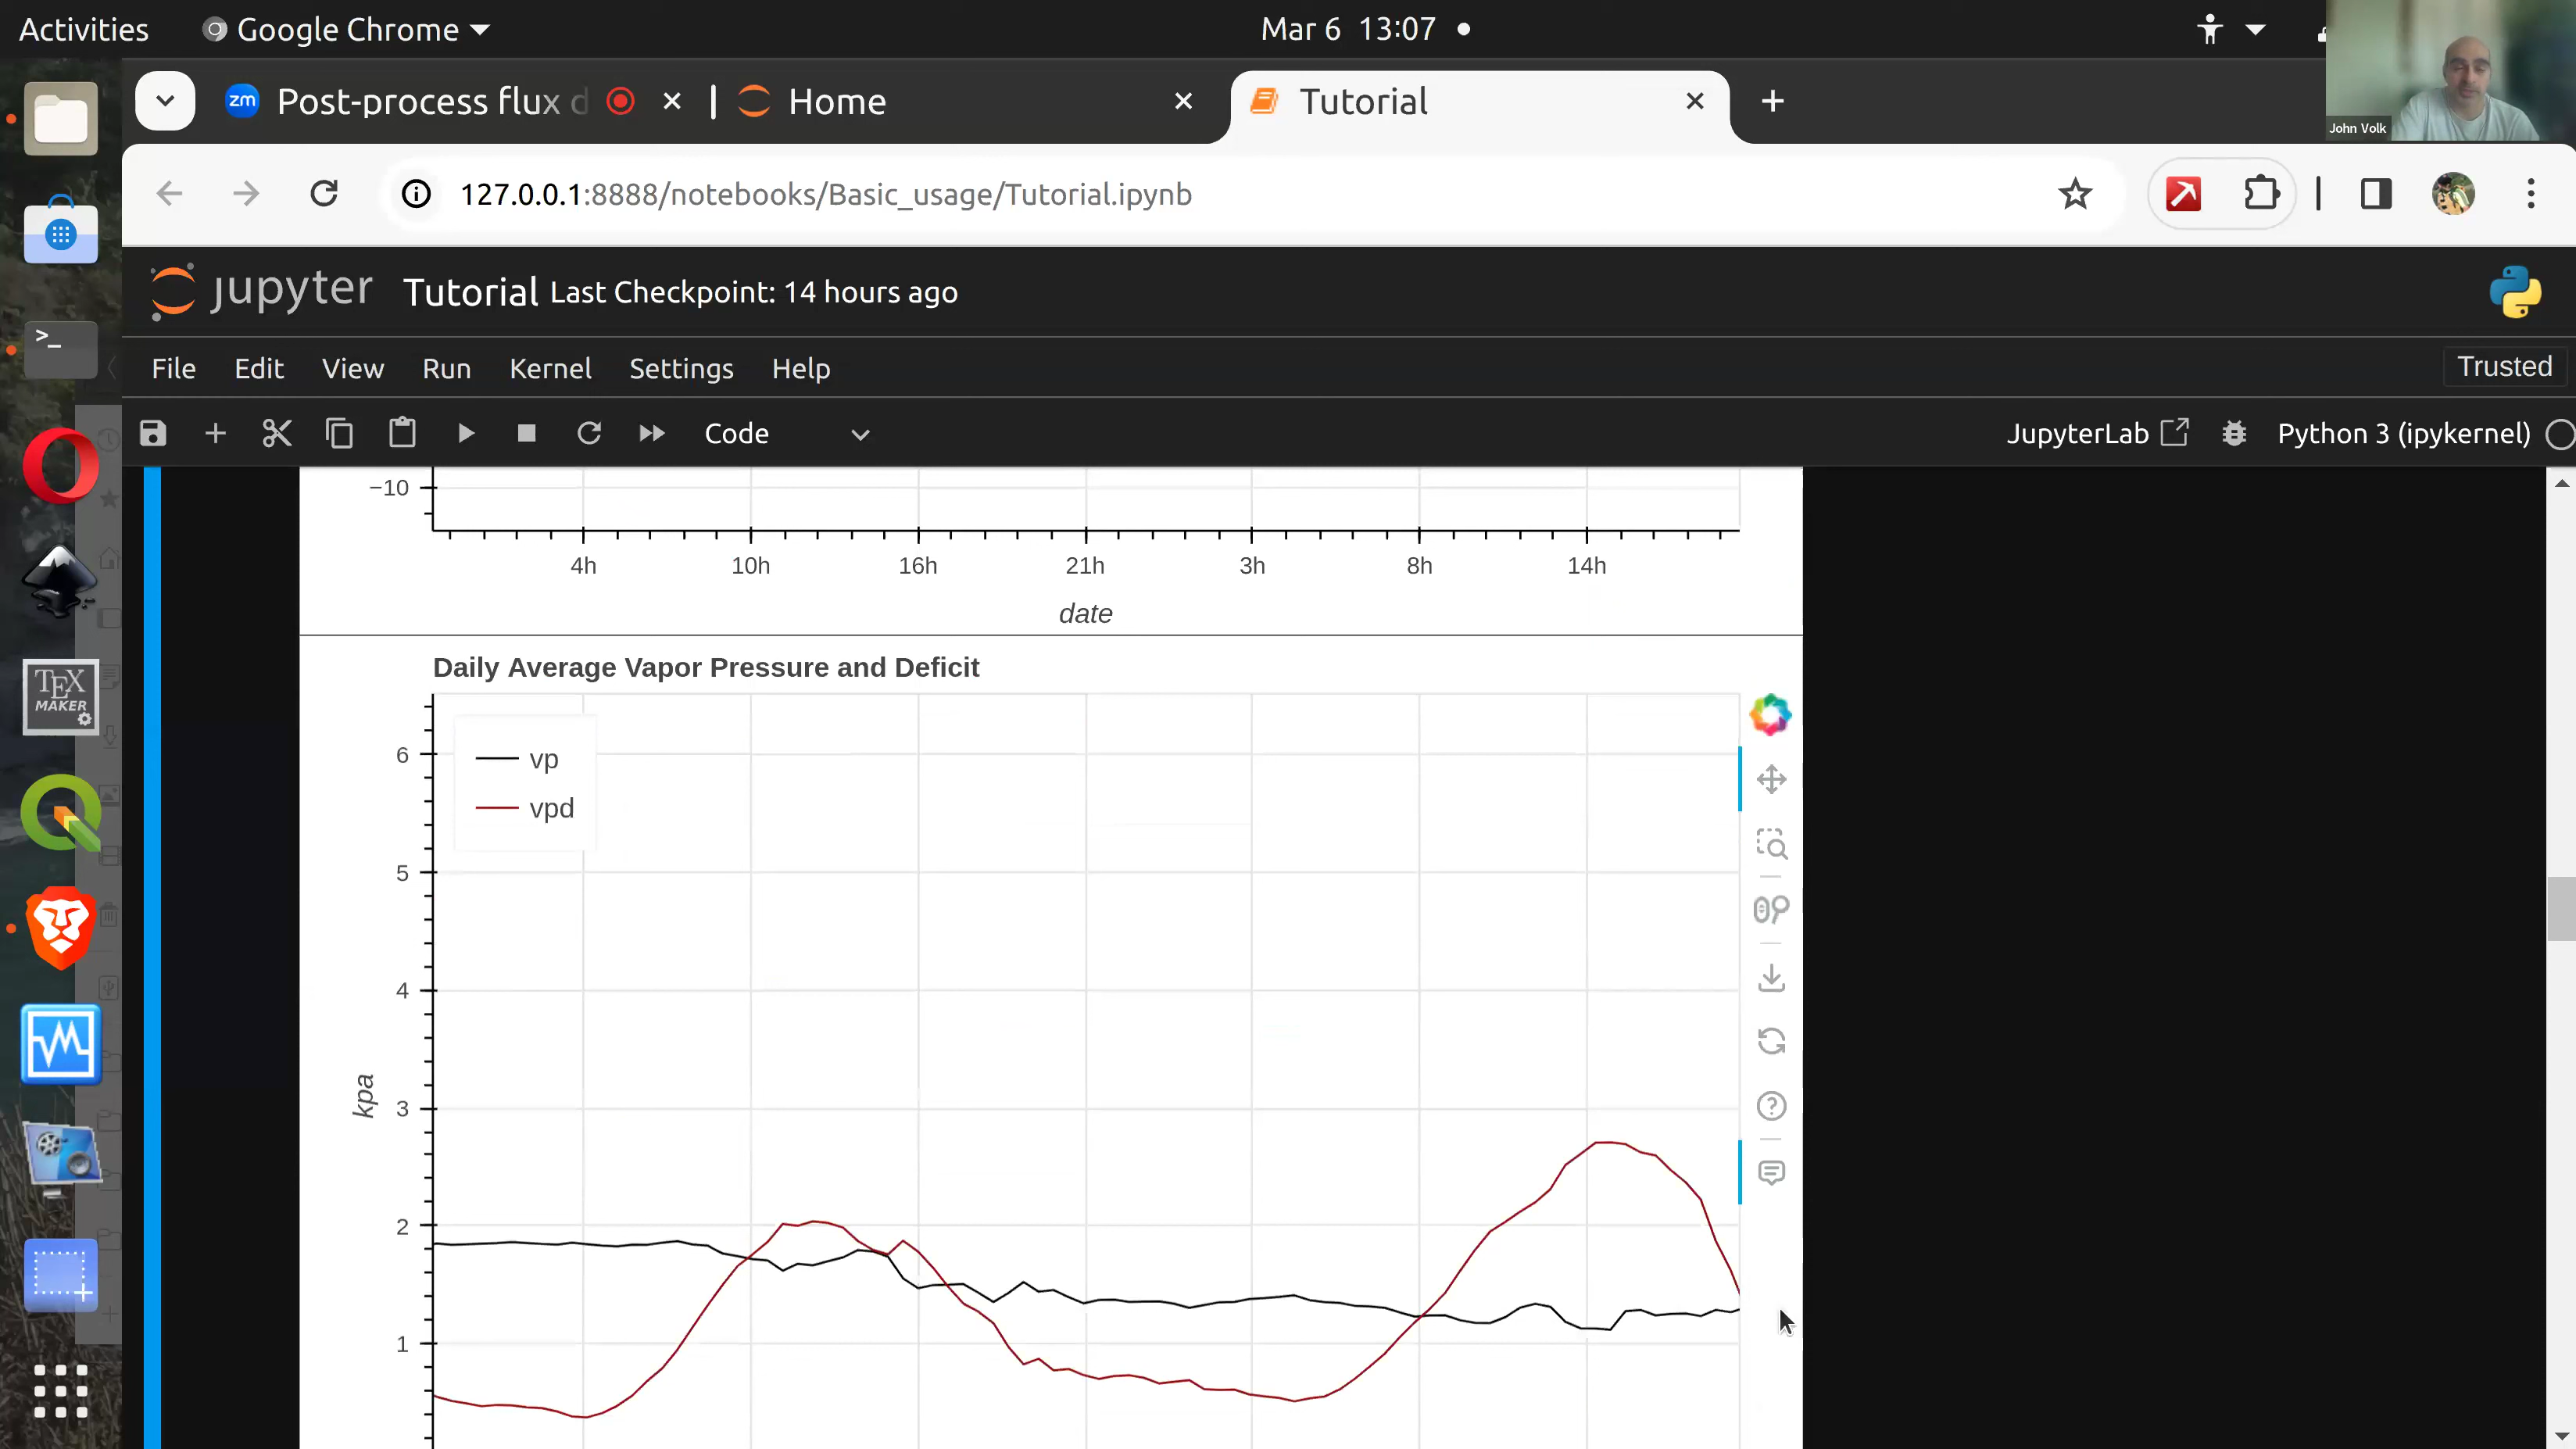 Activities
Google Chrome
Mar 6 13:07
John Volk
zm
Post-process flux d
Home
Tutorial
127.0.0.1:8888/notebooks/Basic_usage/Tutorial.ipynb
jupyter
Tutorial Last Checkpoint: 14 hours ago
File
Edit
View
Run
Kernel
Settings
Help
Trusted
Code
JupyterLab
Python 3 (ipykernel)
TEX
MAKER
−10
4h
10h
16h
21h
3h
8h
14h
date
Daily Average Vapor Pressure and Deficit
vp
vpd
6
5
4
3
2
1
kpa